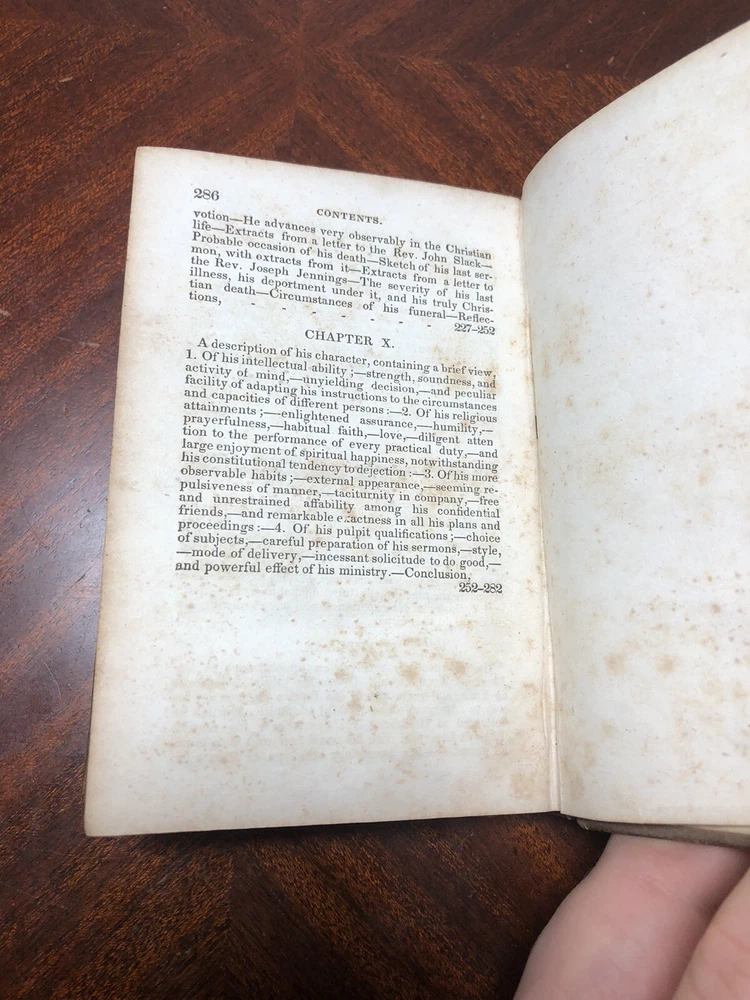 286
CONTENTS.
votion—He advances very observably in the Christian
life—Extracts from a letter to the Rev. John Slack—
Probable occasion of his death—Sketch of his last ser-
mon, with extracts from it—Extracts from a letter to
the Rev. Joseph Jennings—The severity of his last
illness, his deportment under it, and his truly Chris-
tian death—Circumstances of his funeral—Reflec-
tions, - - - - - - - 227–252
CHAPTER X.
A description of his character, containing a brief view,
1. Of his intellectual ability;—strength, soundness, and
activity of mind,—unyielding decision,—and peculiar
facility of adapting his instructions to the circumstances
and capacities of different persons:—2. Of his religious
attainments;—enlightened assurance,—humility,—
prayerfulness,—habitual faith,—love,—diligent atten
tion to the performance of every practical duty,—and
large enjoyment of spiritual happiness, notwithstanding
his constitutional tendency to dejection:—3. Of his more
observable habits;—external appearance,—seeming re-
pulsiveness of manner,—taciturnity in company,—free
and unrestrained affability among his confidential
friends,—and remarkable exactness in all his plans and
proceedings:—4. Of his pulpit qualifications;—choice
of subjects,—careful preparation of his sermons,—style,
—mode of delivery,—incessant solicitude to do good,—
and powerful effect of his ministry.—Conclusion,
252–282